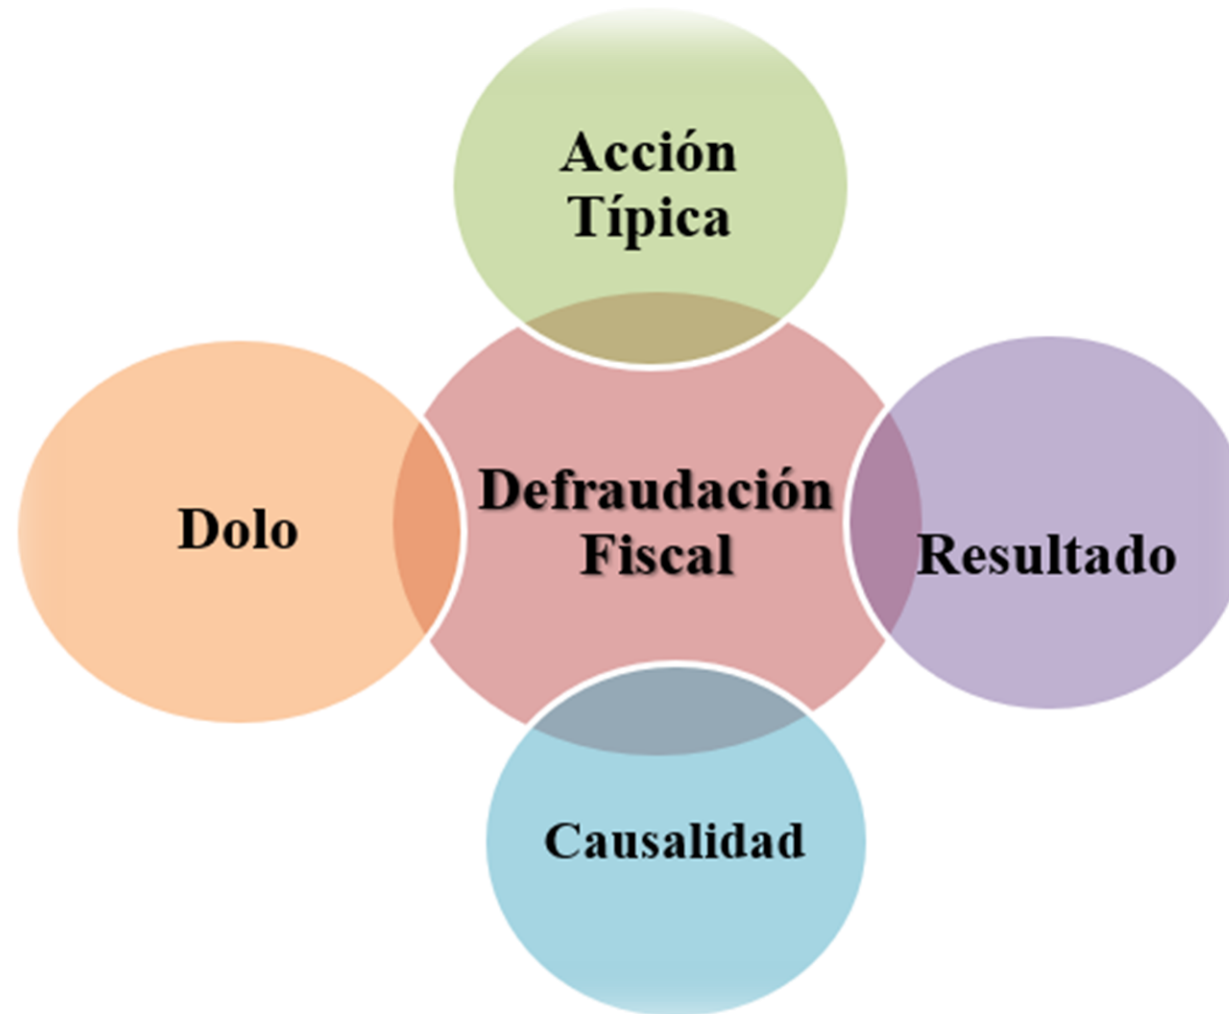 Acción
Típica
Defraudación
Fiscal
Dolo
Resultado
Causalidad